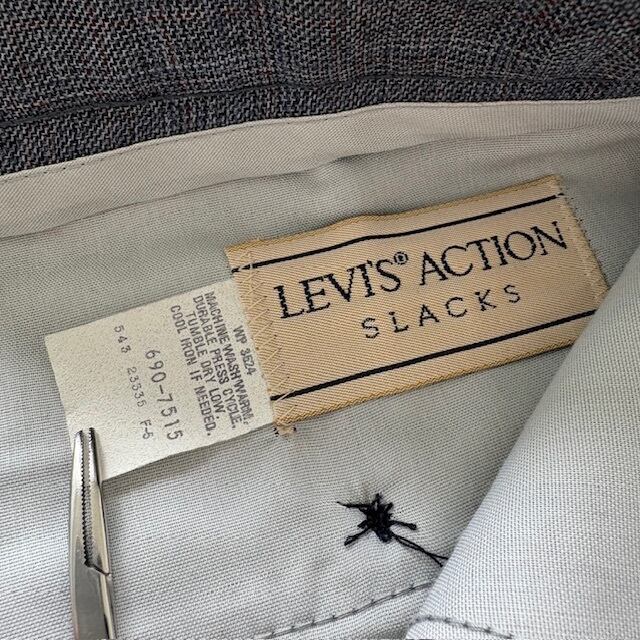 LEVI'S® ACTION
SLACKS
WP 3E24
MACHINE WASH WARM.
DURABLE PRESS CYCLE.
TUMBLE DRY LOW.
COOL IRON IF NEEDED.
690-7515
543 23535 F-6